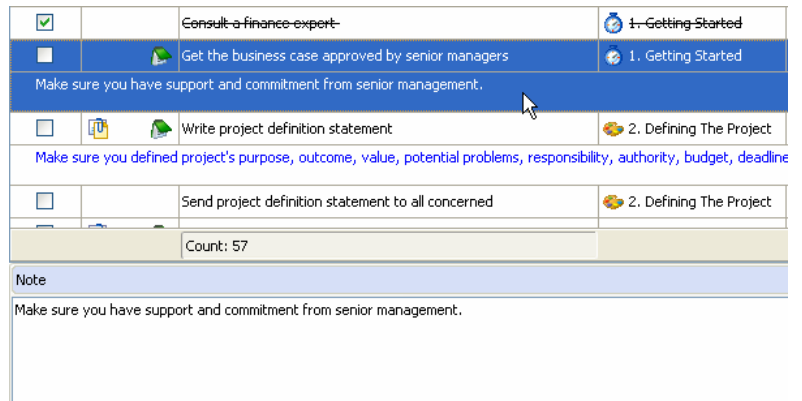 Consult a finance expert 1. Getting Started
Get the business case approved by senior managers 1. Getting Started
Make sure you have support and commitment from senior management.
Write project definition statement 2. Defining The Project
Make sure you defined project's purpose, outcome, value, potential problems, responsibility, authority, budget, deadline
Send project definition statement to all concerned 2. Defining The Project
Count: 57
Note
Make sure you have support and commitment from senior management.